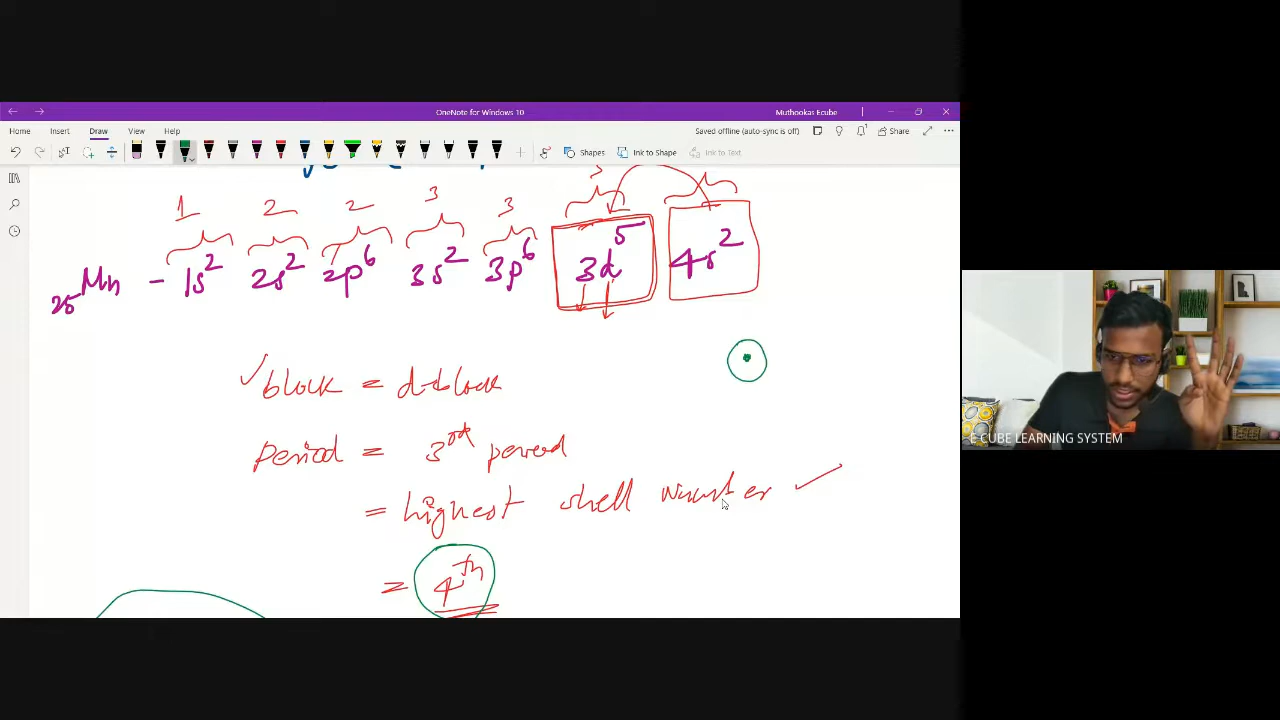 OneNote for Windows 10
Muthookas Ecube
Home Insert Draw View Help
Saved offline (auto-sync is off)
Share
Shapes
Ink to Shape
Ink to Text
1 2 2 3 3 3
25Mn - 1s² 2s² 2p⁶ 3s² 3p⁶ 3d⁵ 4s²
✓block = d-block
Period = 3rd period
= highest shell number ✓
= 4th
E CUBE LEARNING SYSTEM